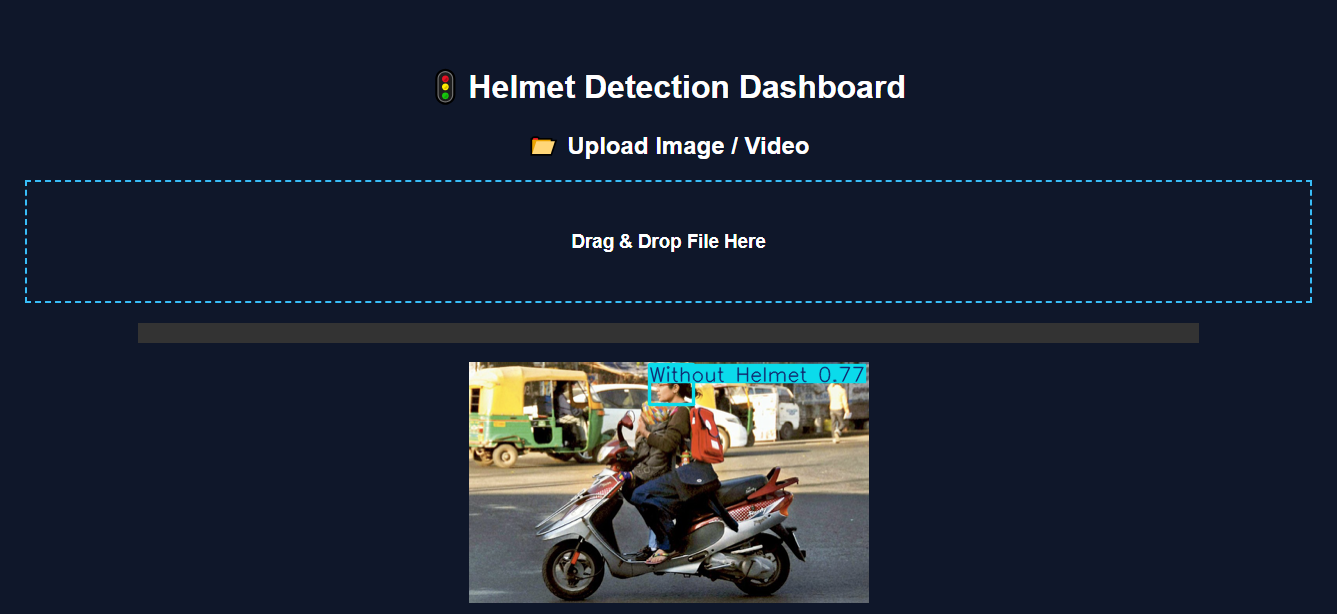 Helmet Detection Dashboard
Upload Image / Video
Drag & Drop File Here
Without Helmet 0.77